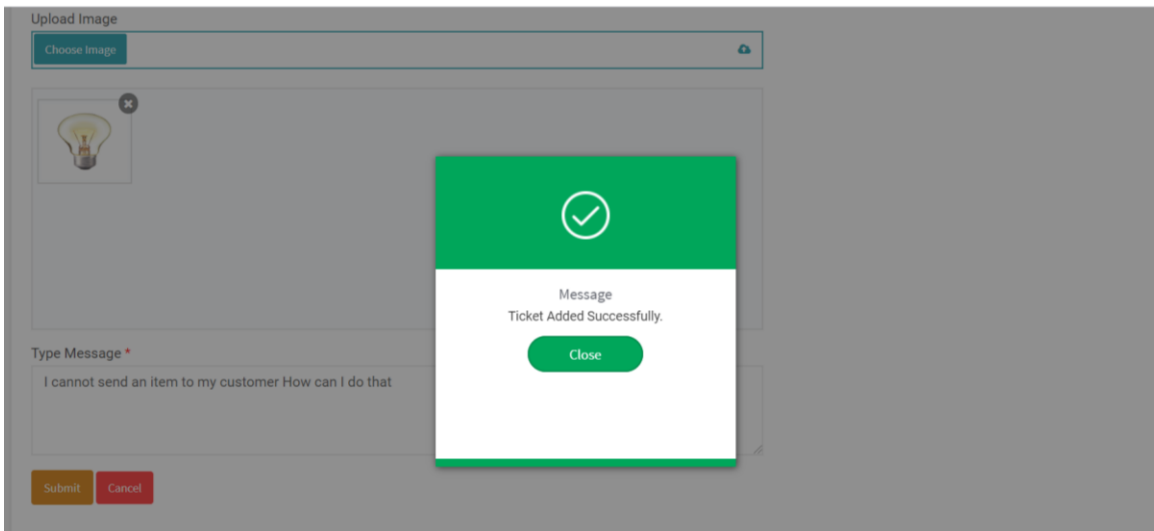 Upload Image
Choose Image
Message
Ticket Added Successfully.
Close
Type Message *
I cannot send an item to my customer How can I do that
Submit
Cancel